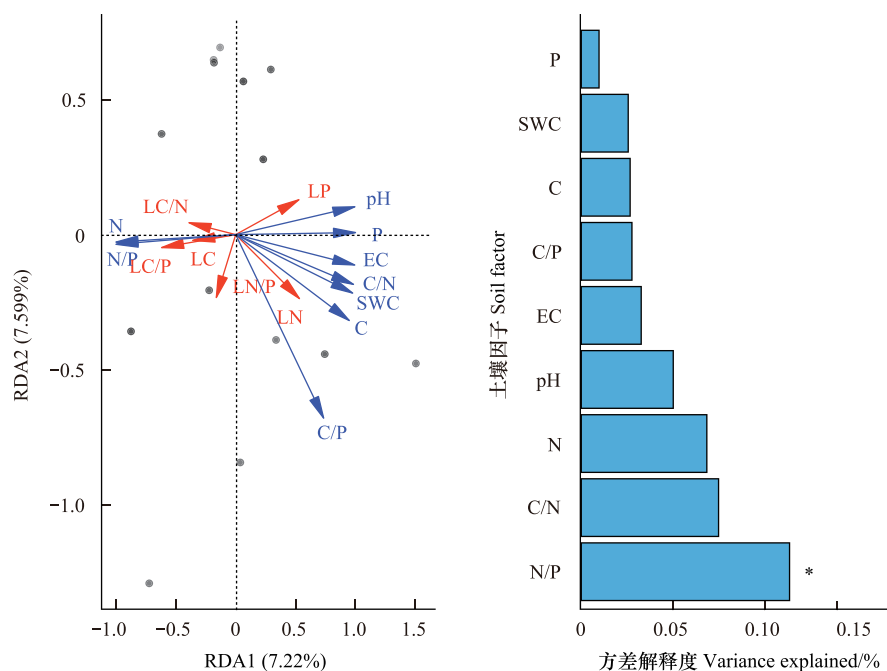 0.5
0
−0.5
−1.0
RDA2 (7.599%)
−1.0
−0.5
0
0.5
1.0
1.5
RDA1 (7.22%)
LP
pH
LC/N
N
P
N/P
LC/P
LC
EC
LN/P
C/N
SWC
LN
C
C/P
土壤因子 Soil factor
P
SWC
C
C/P
EC
pH
N
C/N
N/P
*
0
0.05
0.10
0.15
方差解释度 Variance explained/%